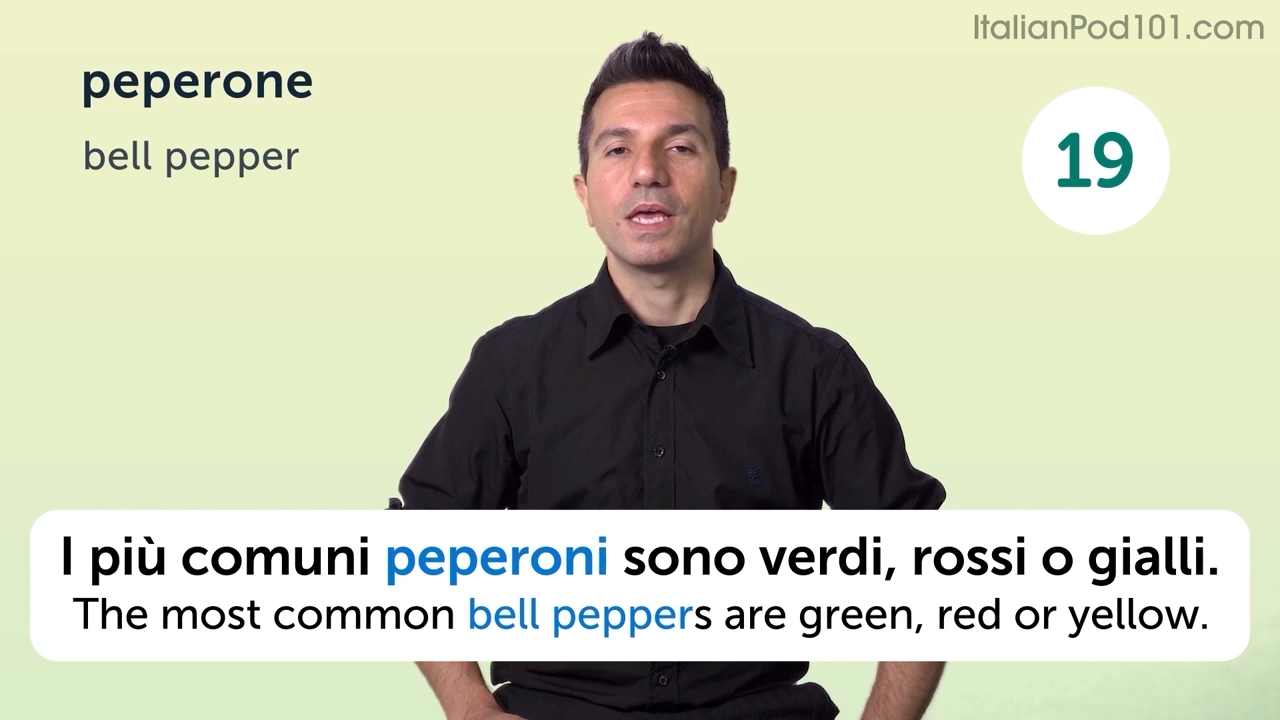 ItalianPod101.com
peperone
bell pepper
19
I più comuni peperoni sono verdi, rossi o gialli.
The most common bell peppers are green, red or yellow.